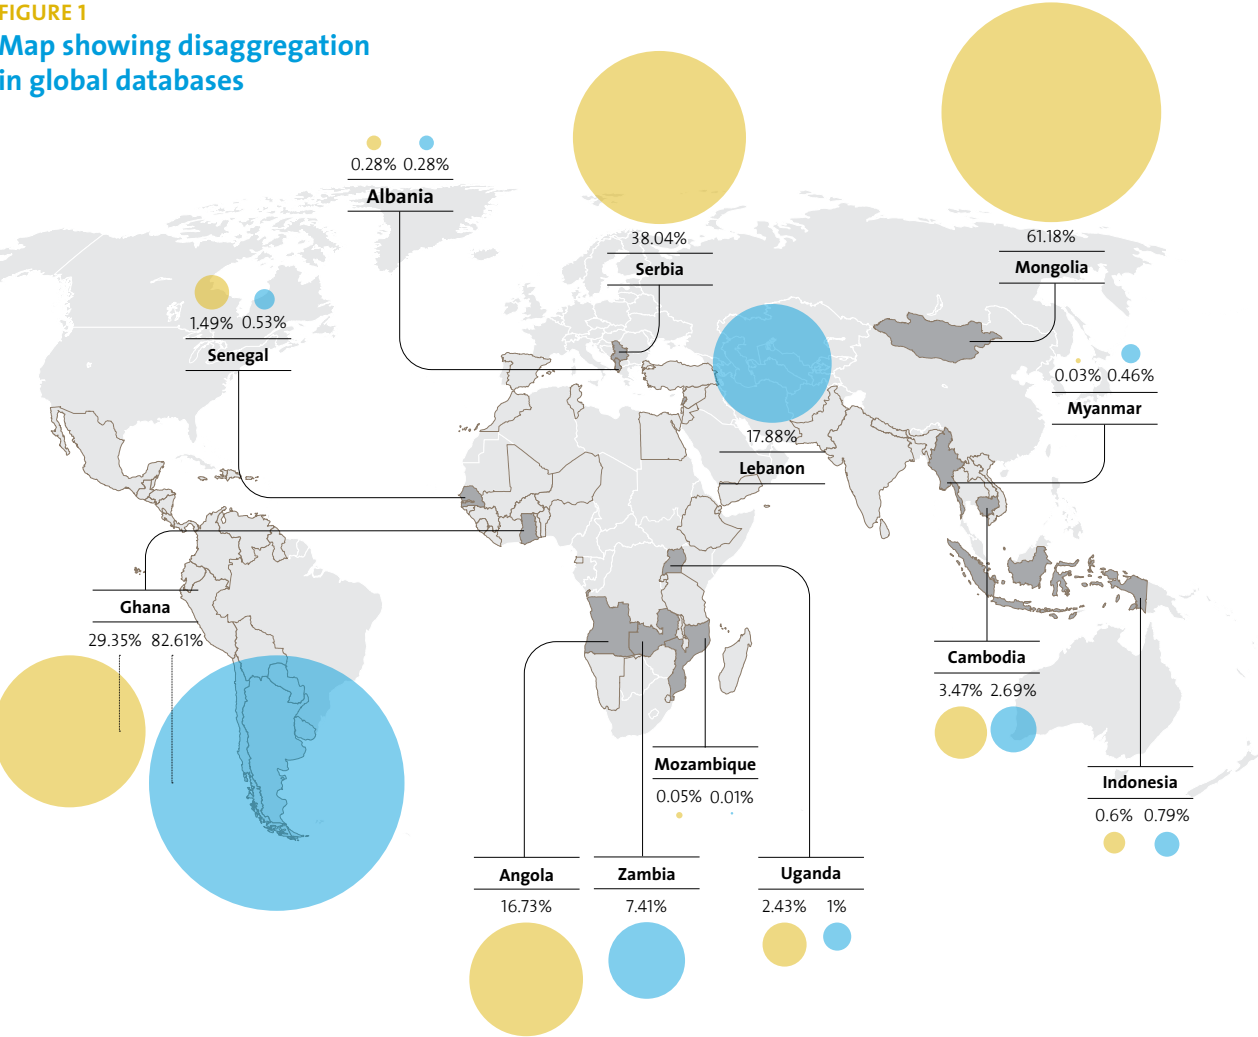 FIGURE 1
Map showing disaggregation
in global databases
0.28% 0.28%
Albania
38.04%
Serbia
61.18%
Mongolia
1.49% 0.53%
Senegal
0.03% 0.46%
Myanmar
17.88%
Lebanon
Ghana
29.35% 82.61%
Cambodia
3.47% 2.69%
Mozambique
0.05% 0.01%
Indonesia
0.6% 0.79%
Angola
16.73%
Zambia
7.41%
Uganda
2.43% 1%